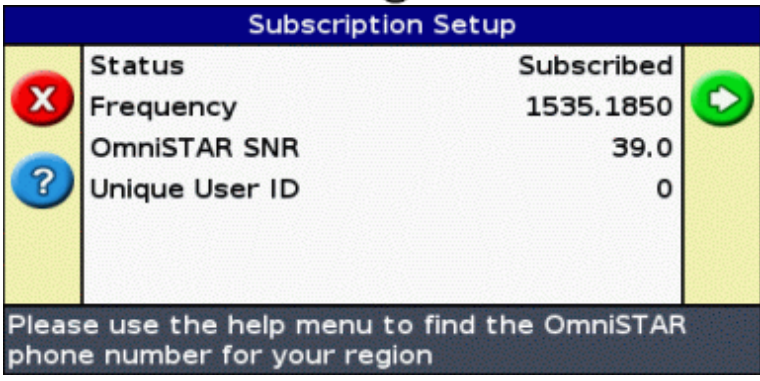 Subscription Setup
Status Subscribed
Frequency 1535.1850
OmniSTAR SNR 39.0
Unique User ID 0
X
?
Please use the help menu to find the OmniSTAR
phone number for your region